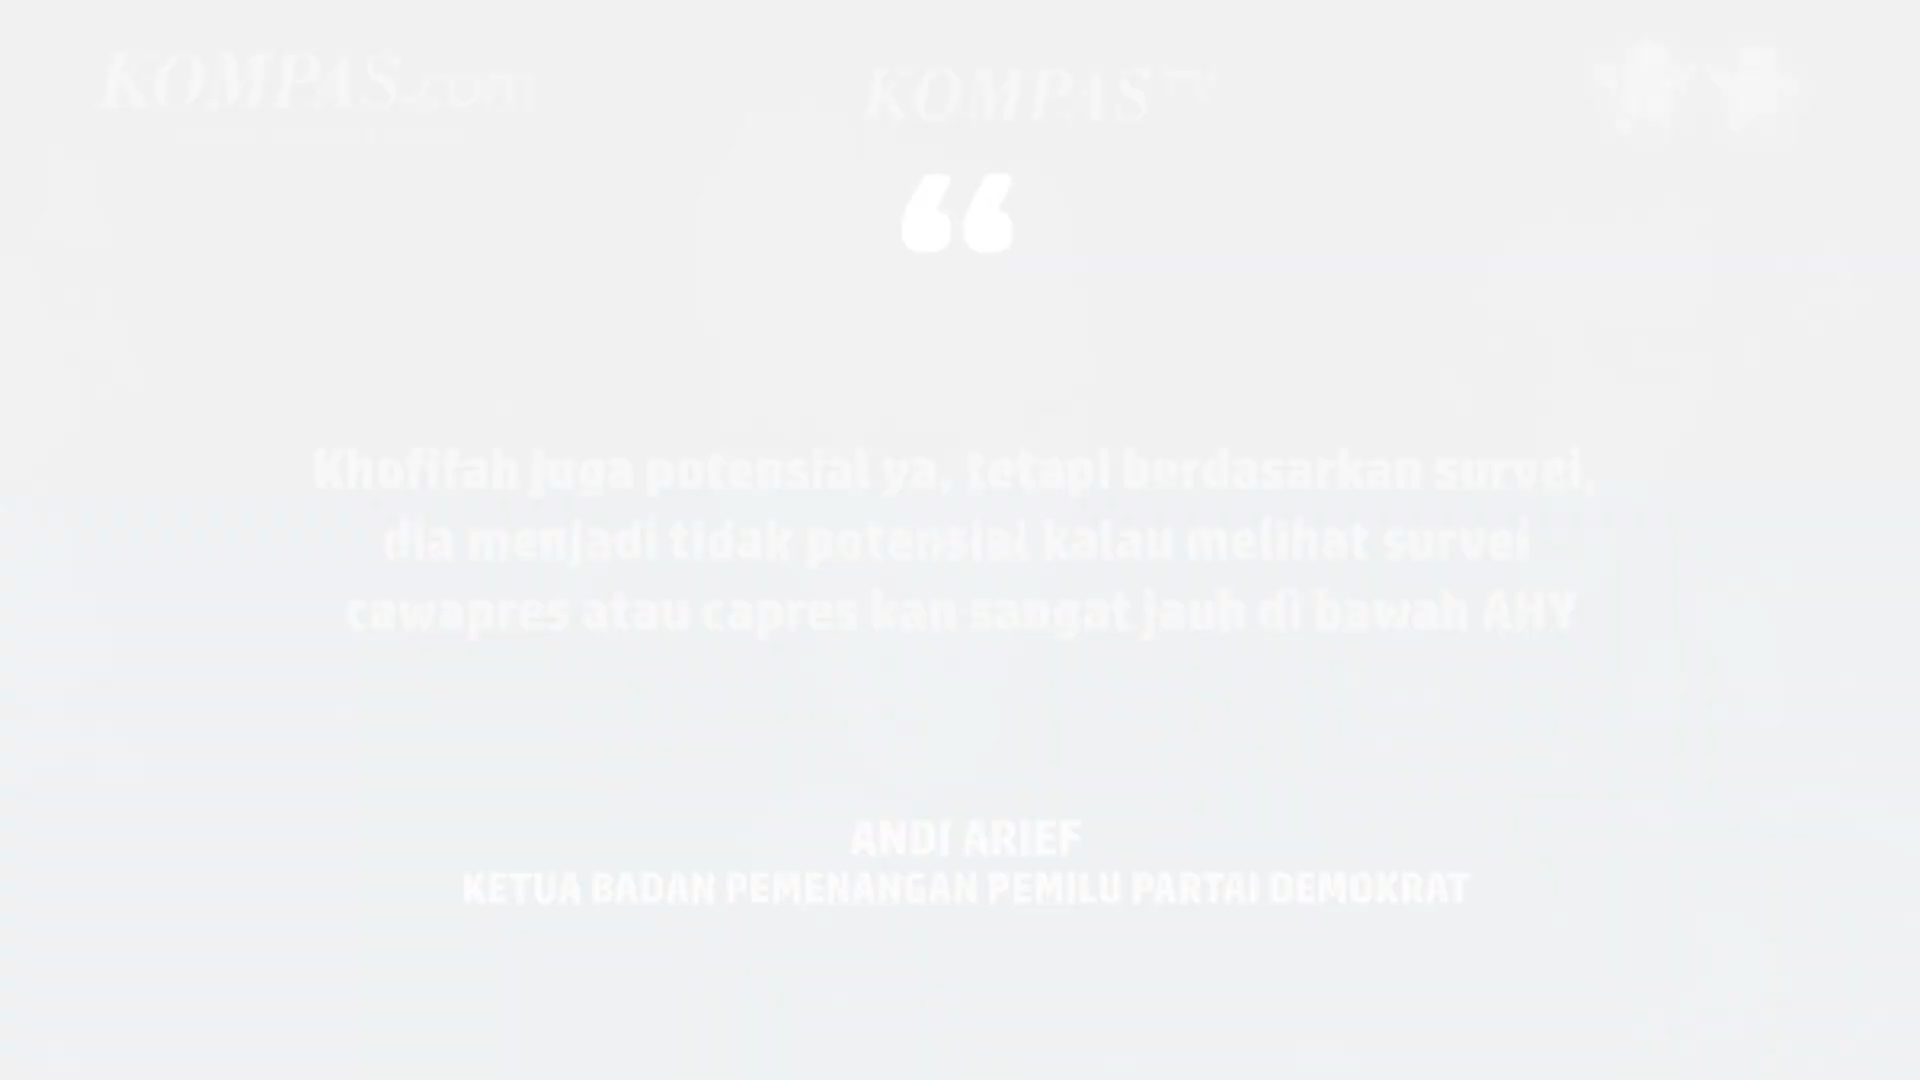 KOMPAS.com
KOMPAS TV
“
Khofifah juga potensial ya, tetapi berdasarkan survei,
dia menjadi tidak potensial kalau melihat survei
cawapres atau capres kan sangat jauh di bawah AHY
ANDI ARIEF
KETUA BADAN PEMENANGAN PEMILU PARTAI DEMOKRAT